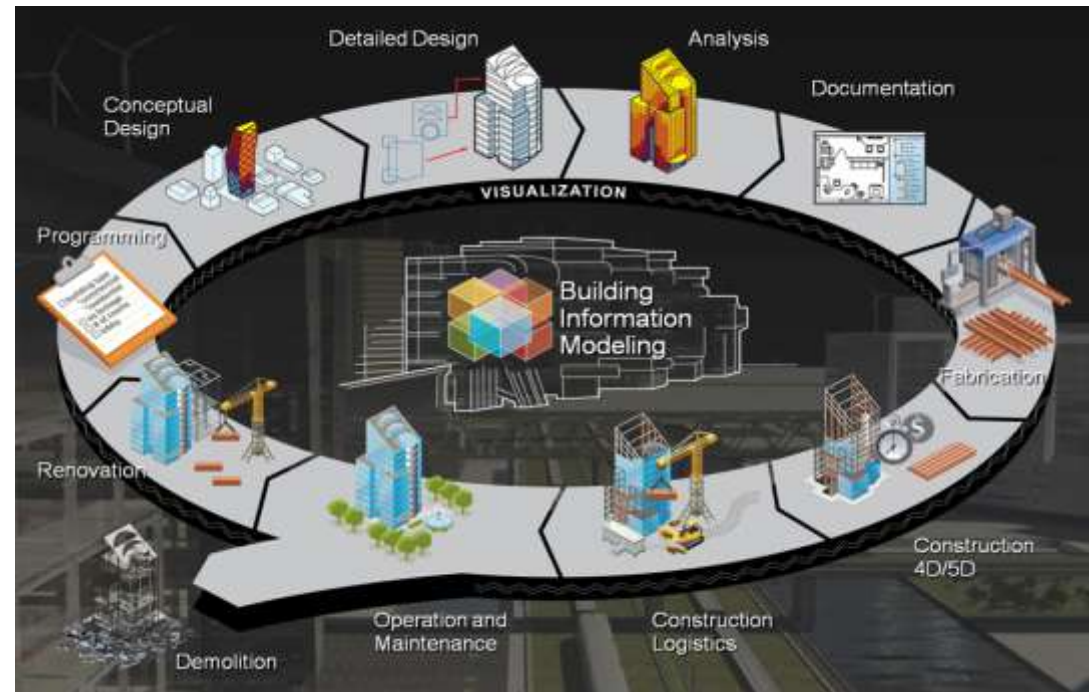 Detailed Design
Analysis
Conceptual
Design
Documentation
VISUALIZATION
Programming
Building
Information
Modeling
Fabrication
Renovation
Construction
4D/5D
Operation and
Maintenance
Construction
Logistics
Demolition